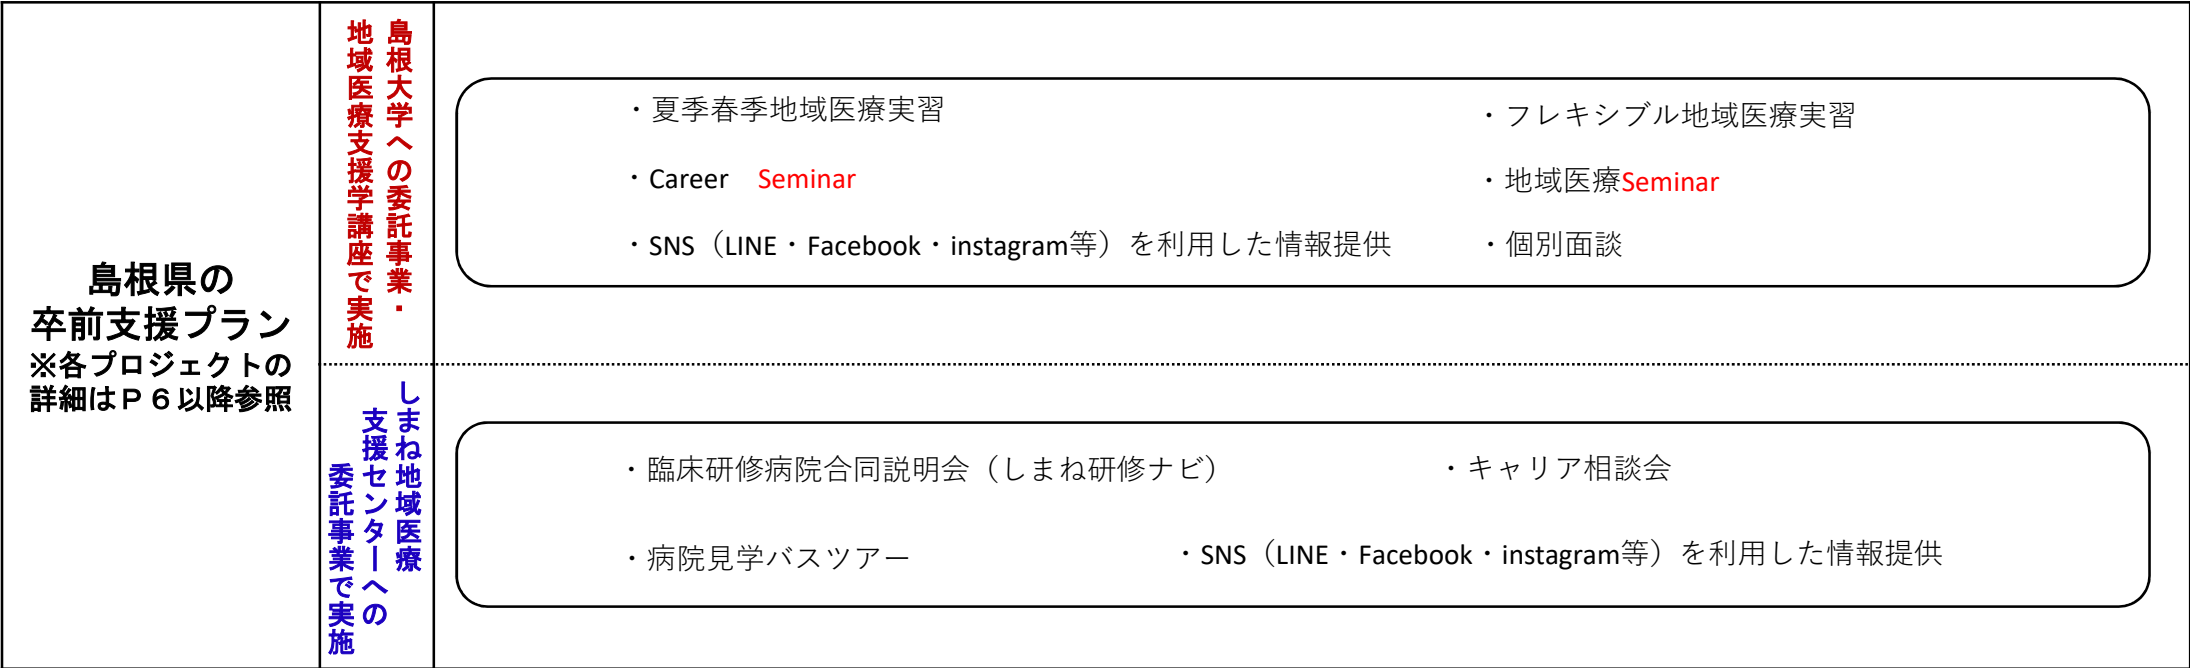 島根県の
卒前支援プラン
※各プロジェクトの
詳細はＰ６以降参照
島根大学への委託事業・
地域医療支援学講座で実施
・夏季春季地域医療実習
・フレキシブル地域医療実習
・Career　Seminar
・地域医療Seminar
・SNS（LINE・Facebook・instagram等）を利用した情報提供
・個別面談
しまね地域医療
支援センターへの
委託事業で実施
・臨床研修病院合同説明会（しまね研修ナビ）
・キャリア相談会
・病院見学バスツアー
・SNS（LINE・Facebook・instagram等）を利用した情報提供